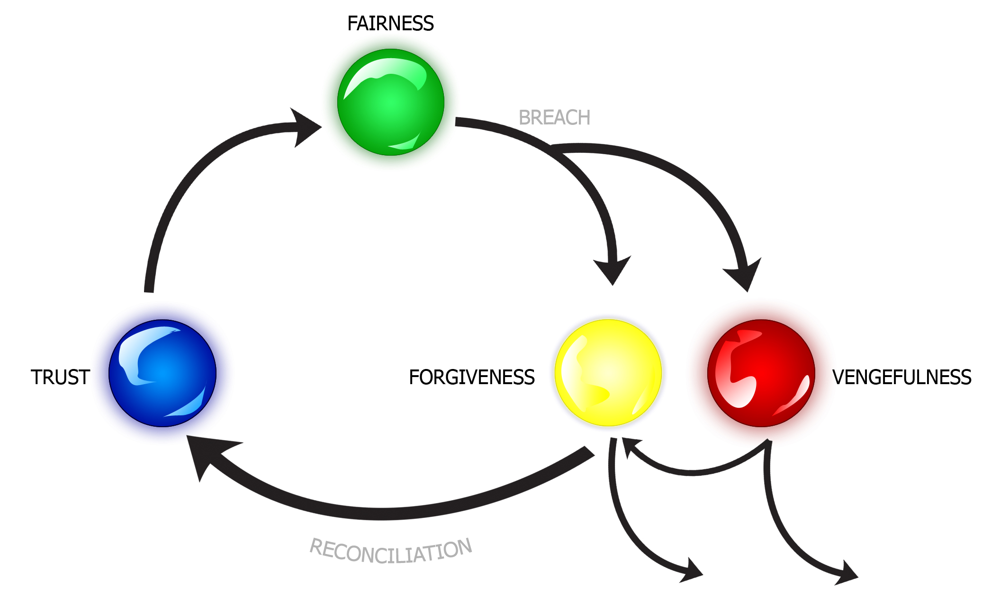 FAIRNESS
BREACH
TRUST
FORGIVENESS
VENGEFULNESS
RECONCILIATION